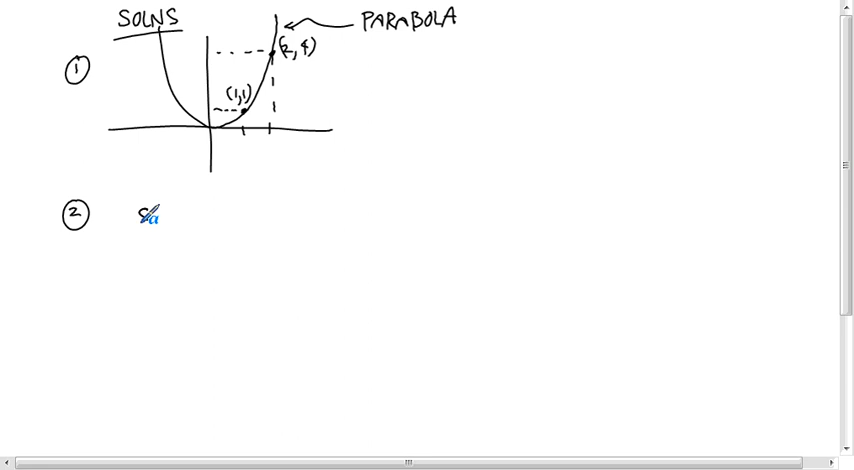 SOLNS
PARABOLA
①
(2, 4)
(1,1)
②